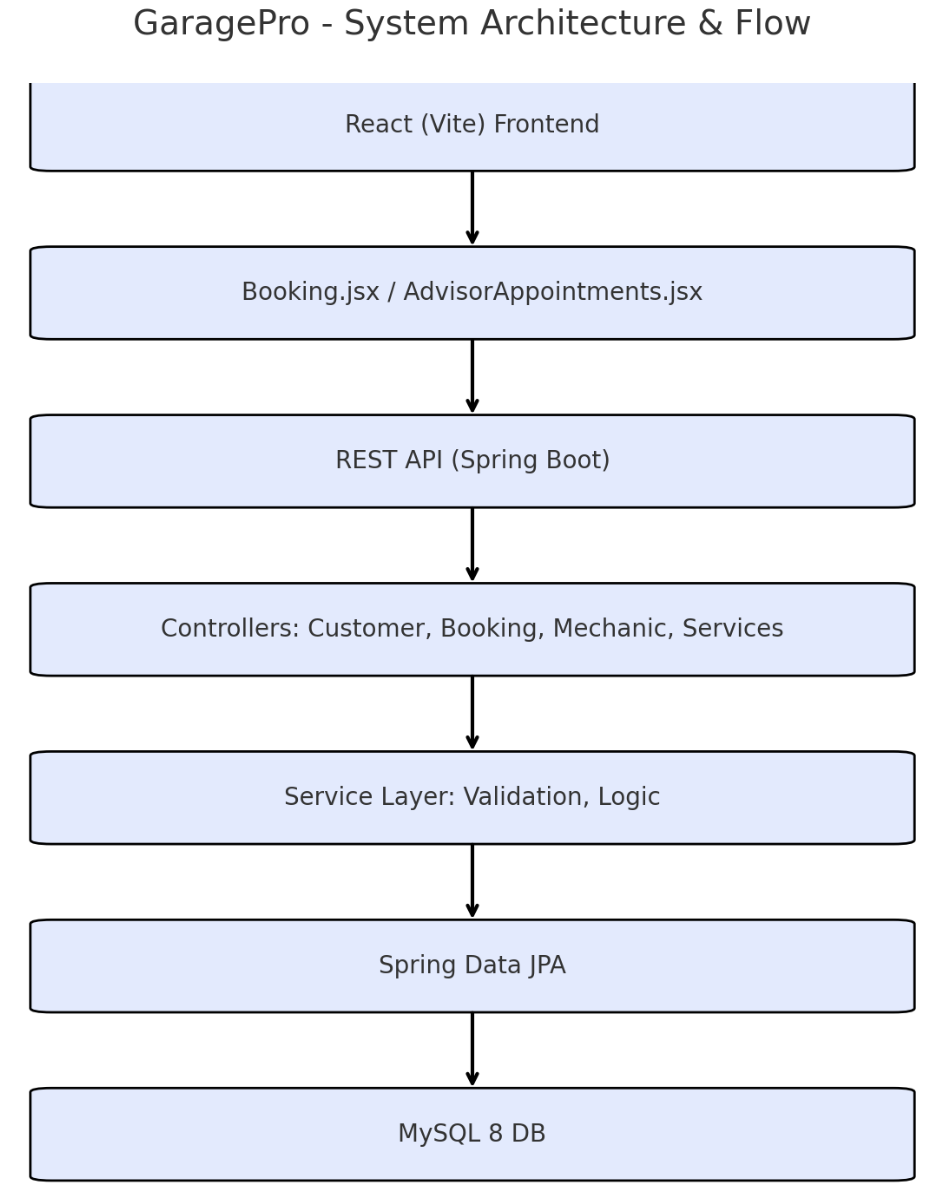 GaragePro - System Architecture & Flow
React (Vite) Frontend
Booking.jsx / AdvisorAppointments.jsx
REST API (Spring Boot)
Controllers: Customer, Booking, Mechanic, Services
Service Layer: Validation, Logic
Spring Data JPA
MySQL 8 DB